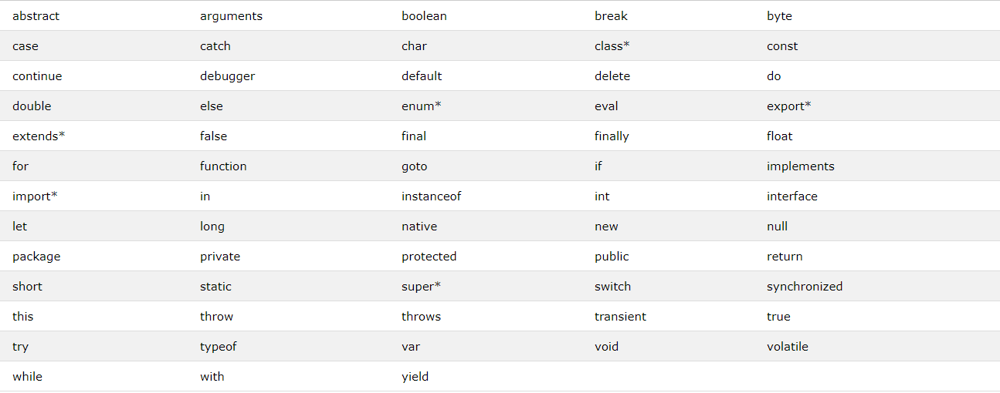 abstract arguments boolean break byte
case catch char class* const
continue debugger default delete do
double else enum* eval export*
extends* false final finally float
for function goto if implements
import* in instanceof int interface
let long native new null
package private protected public return
short static super* switch synchronized
this throw throws transient true
try typeof var void volatile
while with yield